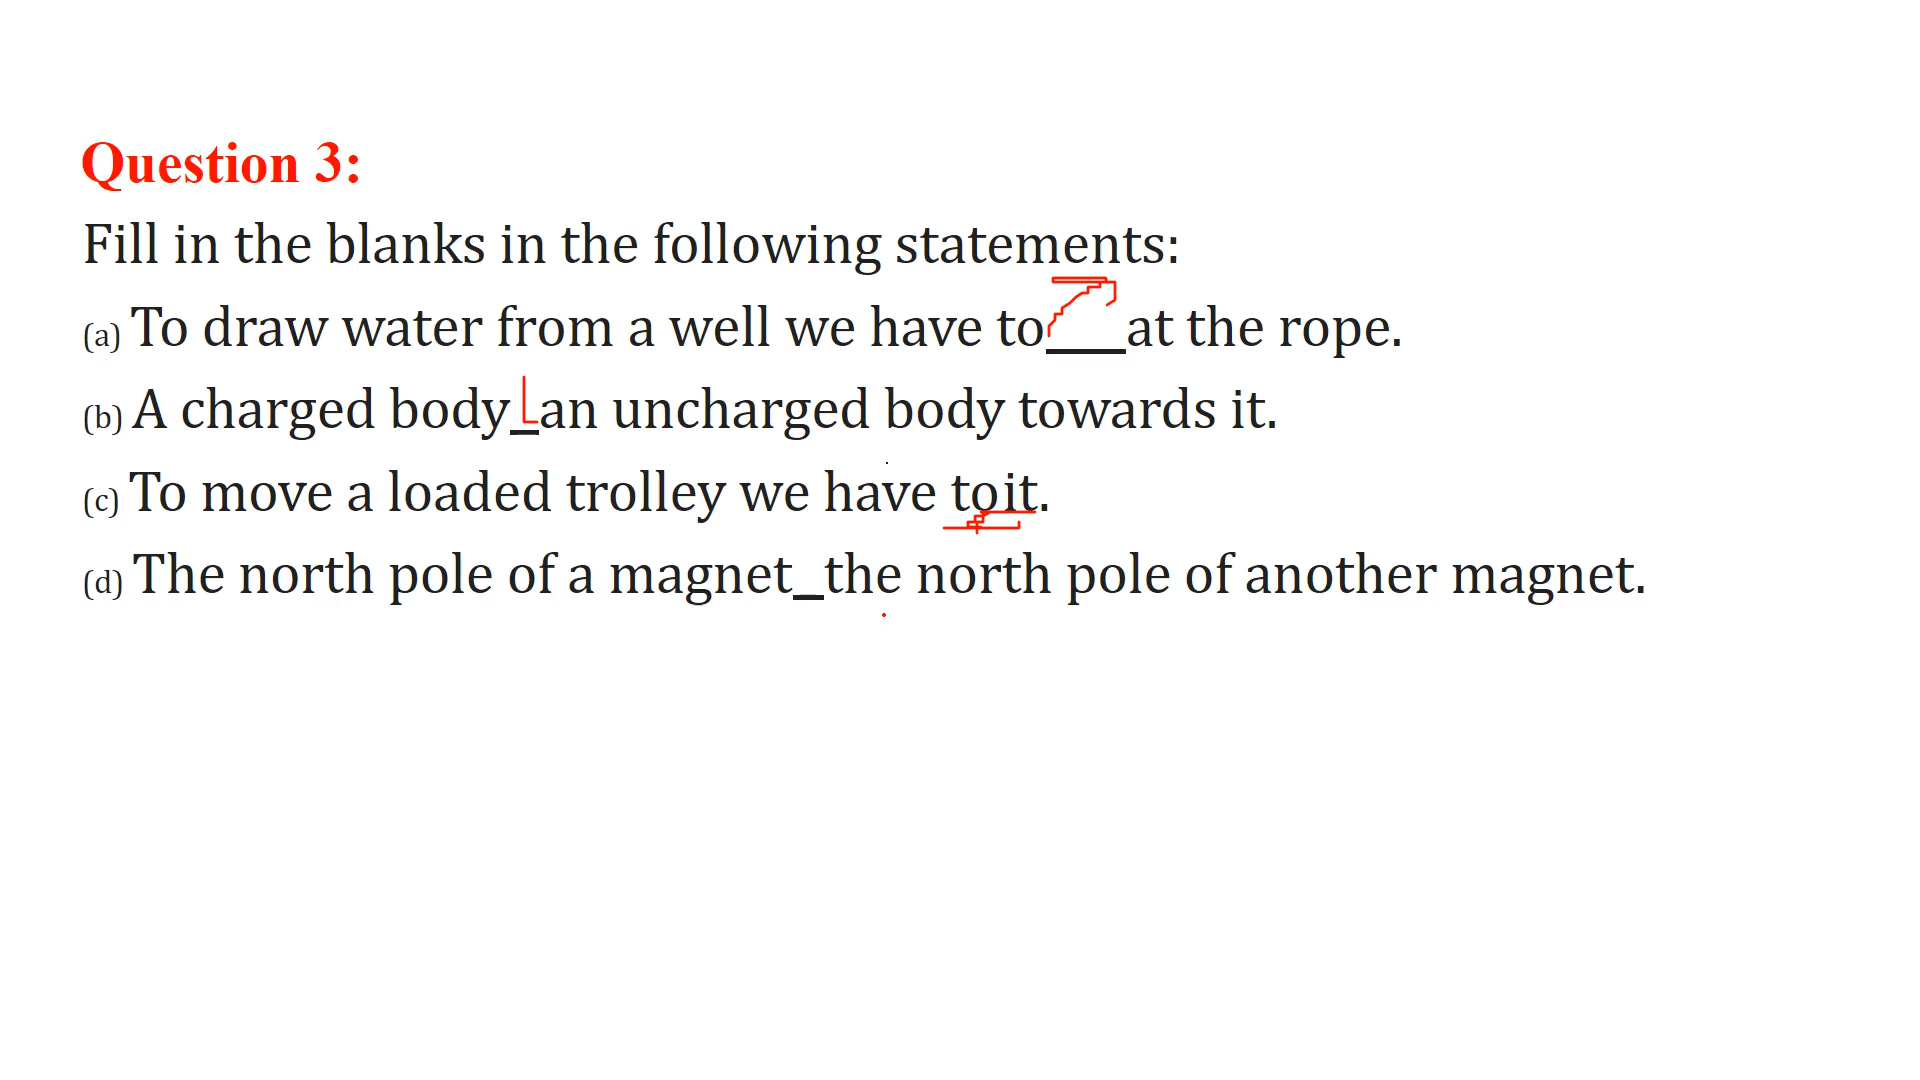 Question 3:
Fill in the blanks in the following statements:
(a) To draw water from a well we have to___at the rope.
(b) A charged body_an uncharged body towards it.
(c) To move a loaded trolley we have to it.
(d) The north pole of a magnet_the north pole of another magnet.